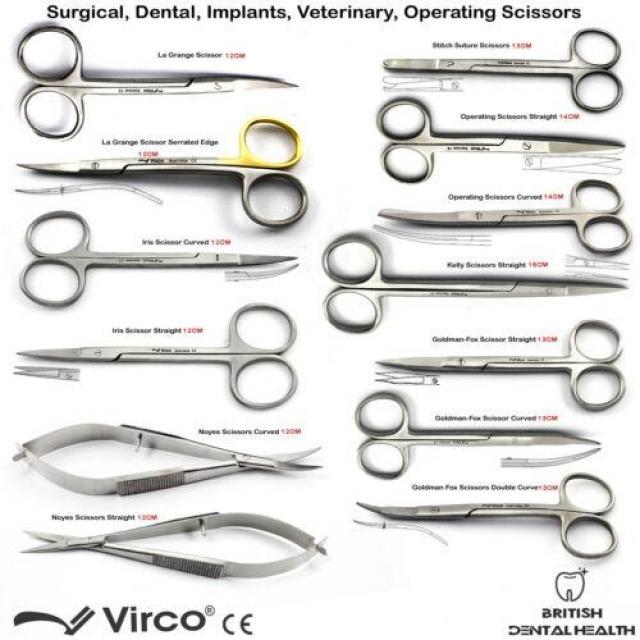 Surgical, Dental, Implants, Veterinary, Operating Scissors
La Grange Scissor 12CM
La Grange Scissor Serrated Edge
12CM
Iris Scissor Curved 12CM
Iris Scissor Straight 12CM
Noyes Scissors Curved 12CM
Noyes Scissors Straight 12CM
Stitch Suture Scissors 13CM
Operating Scissors Straight 14CM
Operating Scissors Curved 14CM
Kelly Scissors Straight 16CM
Goldman-Fox Scissor Straight 13CM
Goldman-Fox Scissor Curved 13CM
Goldman Fox Scissors Double Curve 13CM
Virco® CE
BRITISH
DENTAL HEALTH